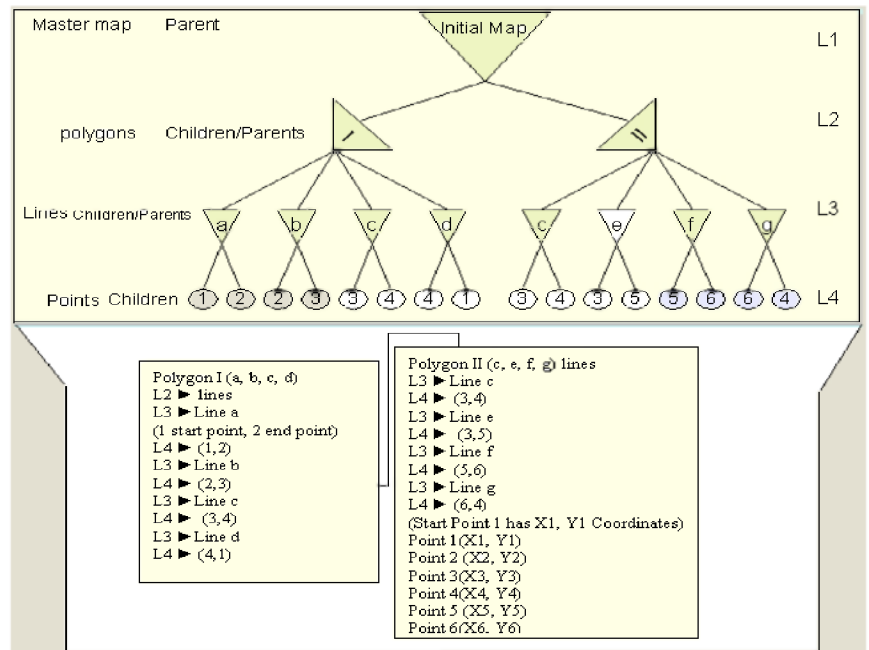 Master map Parent Initial Map L1
polygons Children/Parents I II L2
Lines Children/Parents a b c d c e f g L3
Points Children 1 2 2 3 3 4 4 1 3 4 3 5 5 6 6 4 L4
Polygon I (a, b, c, d)
L2 ► lines
L3 ► Line a
(1 start point, 2 end point)
L4 ► (1,2)
L3 ► Line b
L4 ► (2,3)
L3 ► Line c
L4 ► (3,4)
L3 ► Line d
L4 ► (4,1)
Polygon II (c, e, f, g) lines
L3 ► Line c
L4 ► (3,4)
L3 ► Line e
L4 ► (3,5)
L3 ► Line f
L4 ► (5,6)
L3 ► Line g
L4 ► (6,4)
(Start Point 1 has X1, Y1 Coordinates)
Point 1(X1, Y1)
Point 2 (X2, Y2)
Point 3(X3, Y3)
Point 4(X4, Y4)
Point 5 (X5, Y5)
Point 6(X6, Y6)